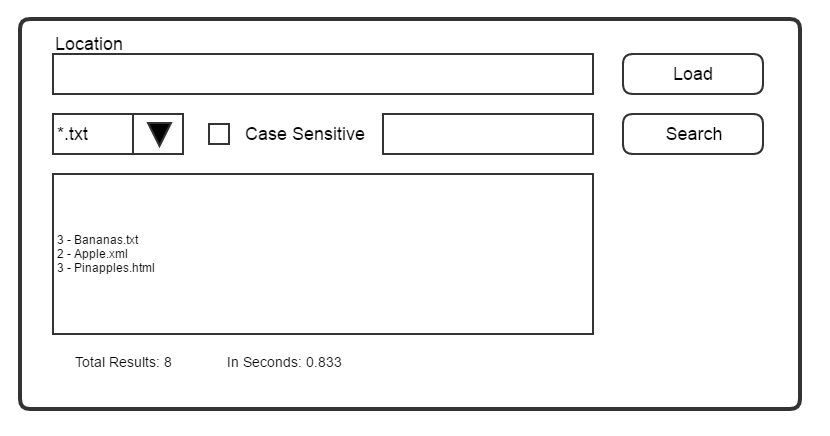 Location
Load
*.txt
Case Sensitive
Search
3 - Bananas.txt
2 - Apple.xml
3 - Pinapples.html
Total Results: 8
In Seconds: 0.833